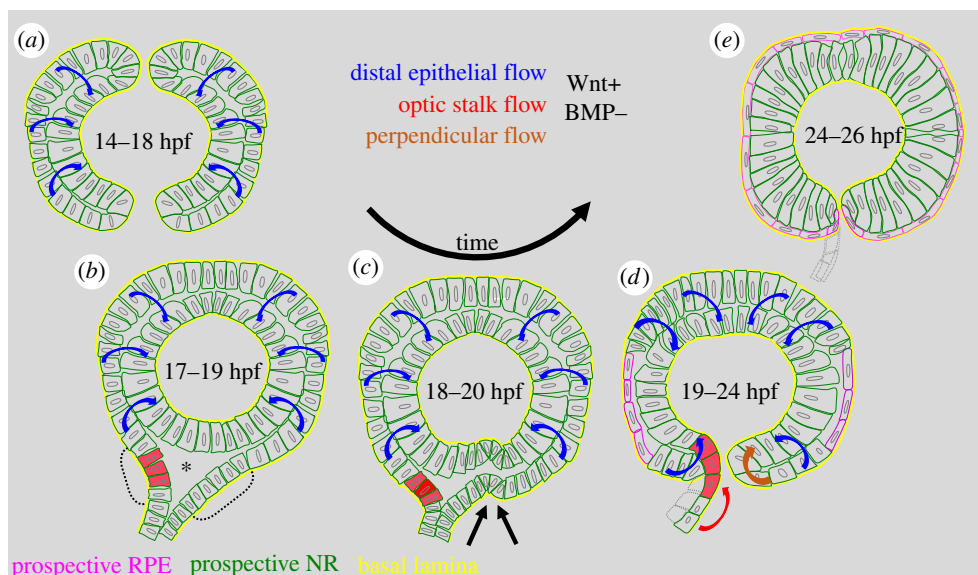 (a)
14–18 hpf
distal epithelial flow
optic stalk flow
perpendicular flow
Wnt+
BMP–
(e)
24–26 hpf
time
(b)
17–19 hpf
*
(c)
18–20 hpf
(d)
19–24 hpf
prospective RPE prospective NR basal lamina